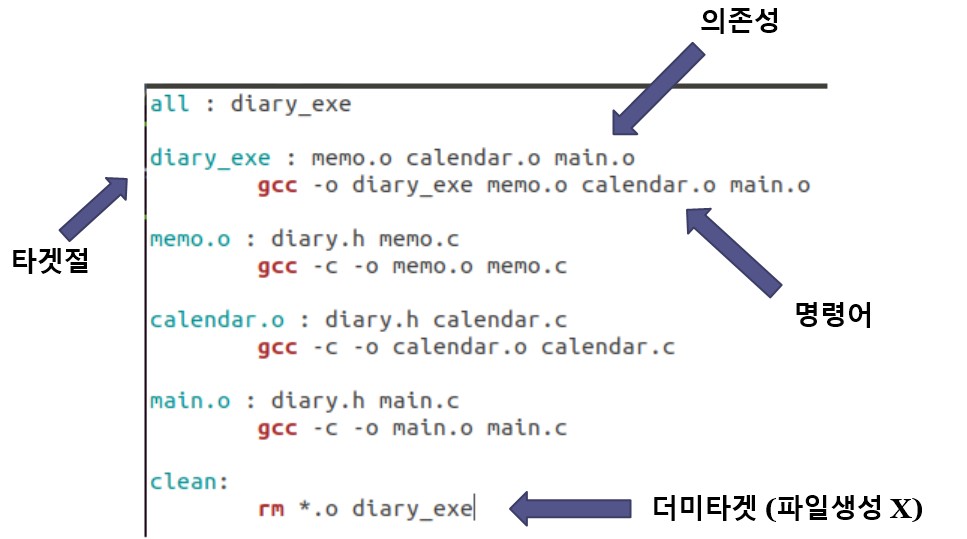 의존성
all : diary_exe
diary_exe : memo.o calendar.o main.o
gcc -o diary_exe memo.o calendar.o main.o
타겟절
memo.o : diary.h memo.c
gcc -c -o memo.o memo.c
명령어
calendar.o : diary.h calendar.c
gcc -c -o calendar.o calendar.c
main.o : diary.h main.c
gcc -c -o main.o main.c
clean:
rm *.o diary_exe
더미타겟 (파일생성 X)